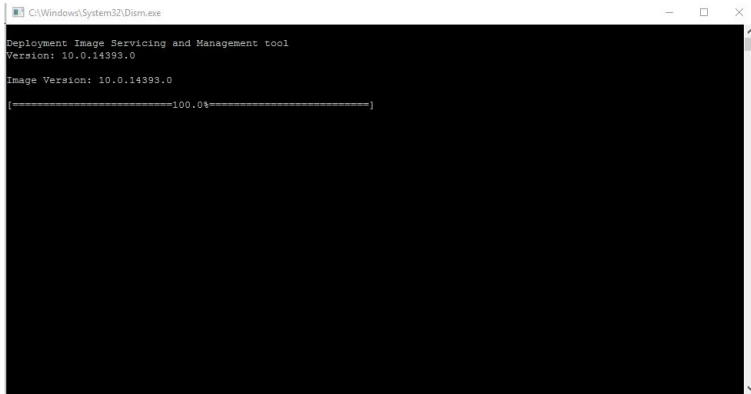 C:\Windows\System32\Dism.exe
Deployment Image Servicing and Management tool
Version: 10.0.14393.0
Image Version: 10.0.14393.0
[==========================100.0%==========================]